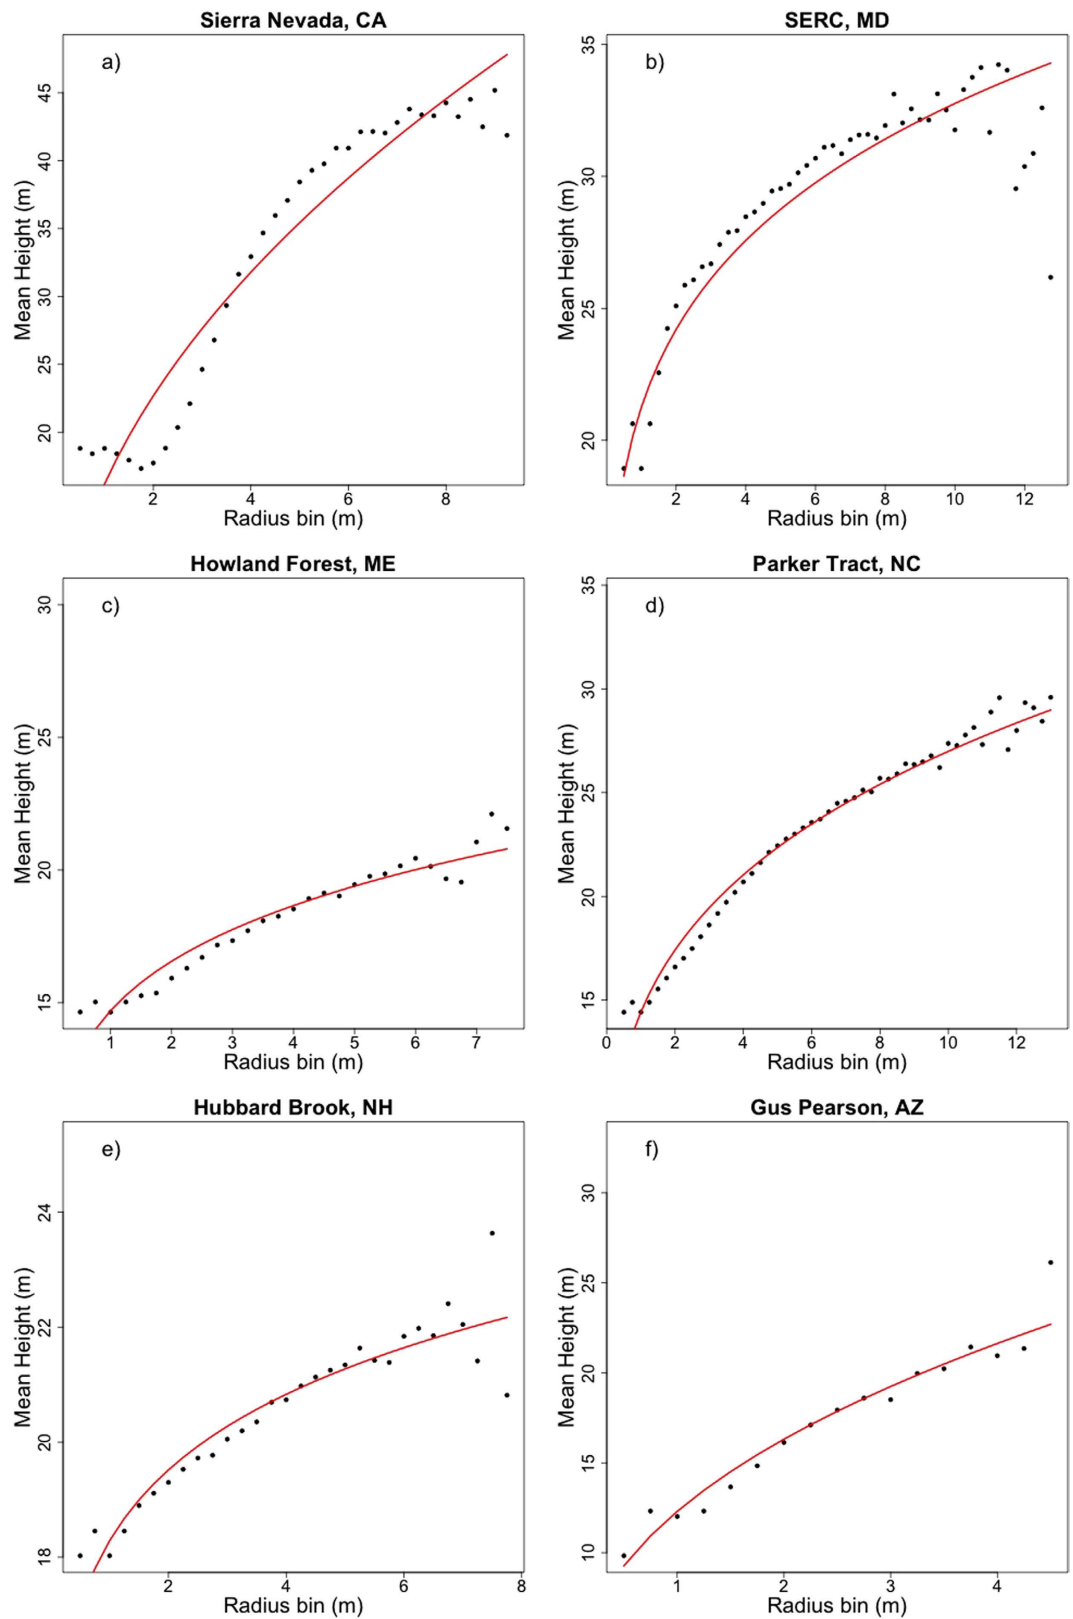 Sierra Nevada, CA
a)
Mean Height (m)
45
40
35
30
25
20
2 4 6 8
Radius bin (m)
SERC, MD
b)
Mean Height (m)
35
30
25
20
2 4 6 8 10 12
Radius bin (m)
Howland Forest, ME
c)
Mean Height (m)
30
25
20
15
1 2 3 4 5 6 7
Radius bin (m)
Parker Tract, NC
d)
Mean Height (m)
35
30
25
20
15
0 2 4 6 8 10 12
Radius bin (m)
Hubbard Brook, NH
e)
Mean Height (m)
24
22
20
18
2 4 6 8
Radius bin (m)
Gus Pearson, AZ
f)
Mean Height (m)
30
25
20
15
10
1 2 3 4
Radius bin (m)